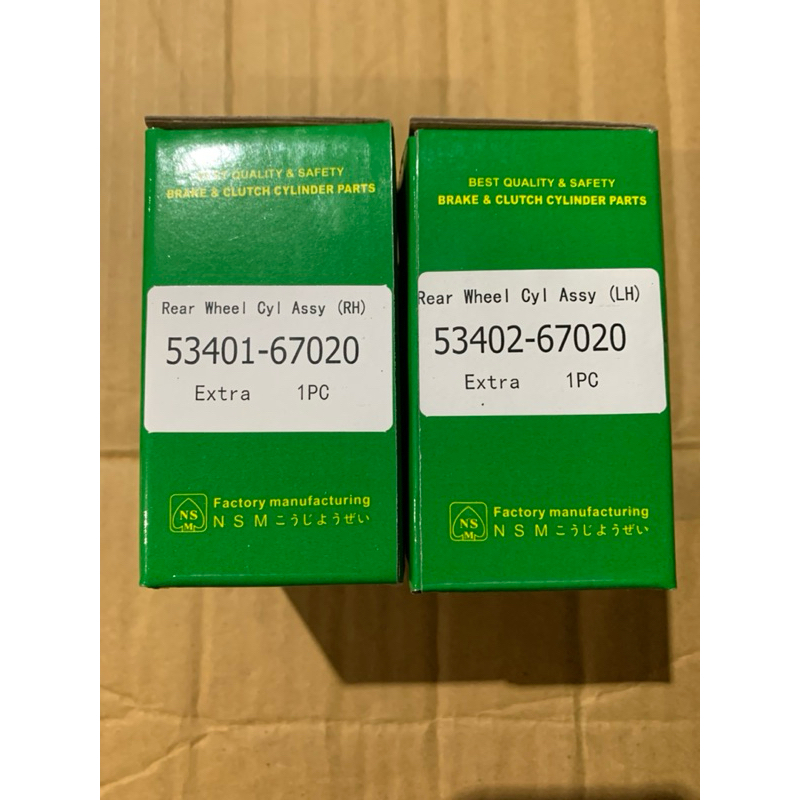 BEST QUALITY & SAFETY
BRAKE & CLUTCH CYLINDER PARTS
Rear Wheel Cyl Assy (RH)
53401-67020
Extra 1PC
NS
M
Factory manufacturing
N S M こうじようぜい
BEST QUALITY & SAFETY
BRAKE & CLUTCH CYLINDER PARTS
Rear Wheel Cyl Assy (LH)
53402-67020
Extra 1PC
NS
M
Factory manufacturing
N S M こうじようぜい